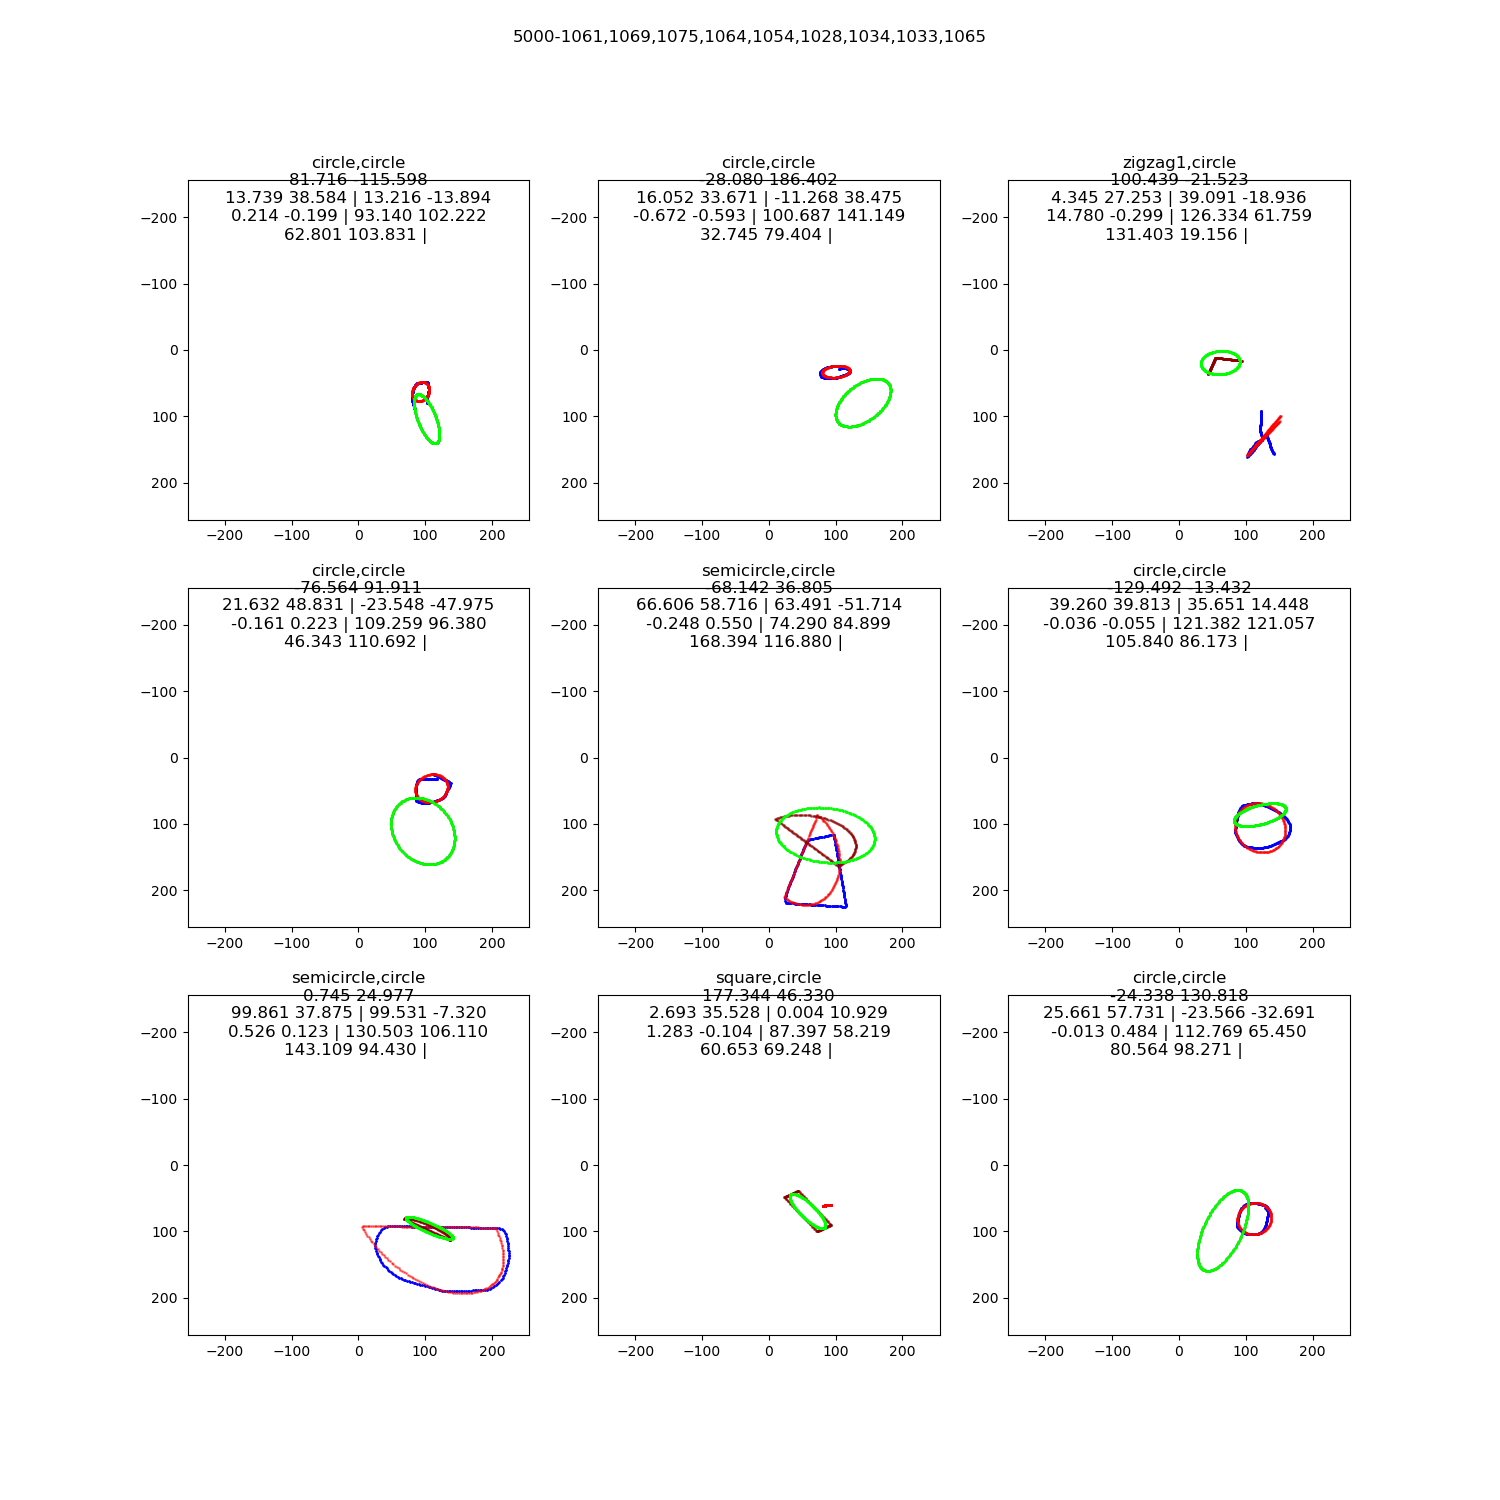 5000-1061,1069,1075,1064,1054,1028,1034,1033,1065
circle,circle
81.716 -115.598
13.739 38.584 | 13.216 -13.894
0.214 -0.199 | 93.140 102.222
62.801 103.831 |
−200
−100
0
100
200
−200 −100 0 100 200
circle,circle
-28.080 186.402
16.052 33.671 | -11.268 38.475
-0.672 -0.593 | 100.687 141.149
32.745 79.404 |
−200
−100
0
100
200
−200 −100 0 100 200
zigzag1,circle
100.439 -21.523
4.345 27.253 | 39.091 -18.936
14.780 -0.299 | 126.334 61.759
131.403 19.156 |
−200
−100
0
100
200
−200 −100 0 100 200
circle,circle
-76.564 91.911
21.632 48.831 | -23.548 -47.975
-0.161 0.223 | 109.259 96.380
46.343 110.692 |
−200
−100
0
100
200
−200 −100 0 100 200
semicircle,circle
-68.142 36.805
66.606 58.716 | 63.491 -51.714
-0.248 0.550 | 74.290 84.899
168.394 116.880 |
−200
−100
0
100
200
−200 −100 0 100 200
circle,circle
-129.492 -13.432
39.260 39.813 | 35.651 14.448
-0.036 -0.055 | 121.382 121.057
105.840 86.173 |
−200
−100
0
100
200
−200 −100 0 100 200
semicircle,circle
0.745 24.977
99.861 37.875 | 99.531 -7.320
0.526 0.123 | 130.503 106.110
143.109 94.430 |
−200
−100
0
100
200
−200 −100 0 100 200
square,circle
177.344 46.330
2.693 35.528 | 0.004 10.929
1.283 -0.104 | 87.397 58.219
60.653 69.248 |
−200
−100
0
100
200
−200 −100 0 100 200
circle,circle
-24.338 130.818
25.661 57.731 | -23.566 -32.691
-0.013 0.484 | 112.769 65.450
80.564 98.271 |
−200
−100
0
100
200
−200 −100 0 100 200